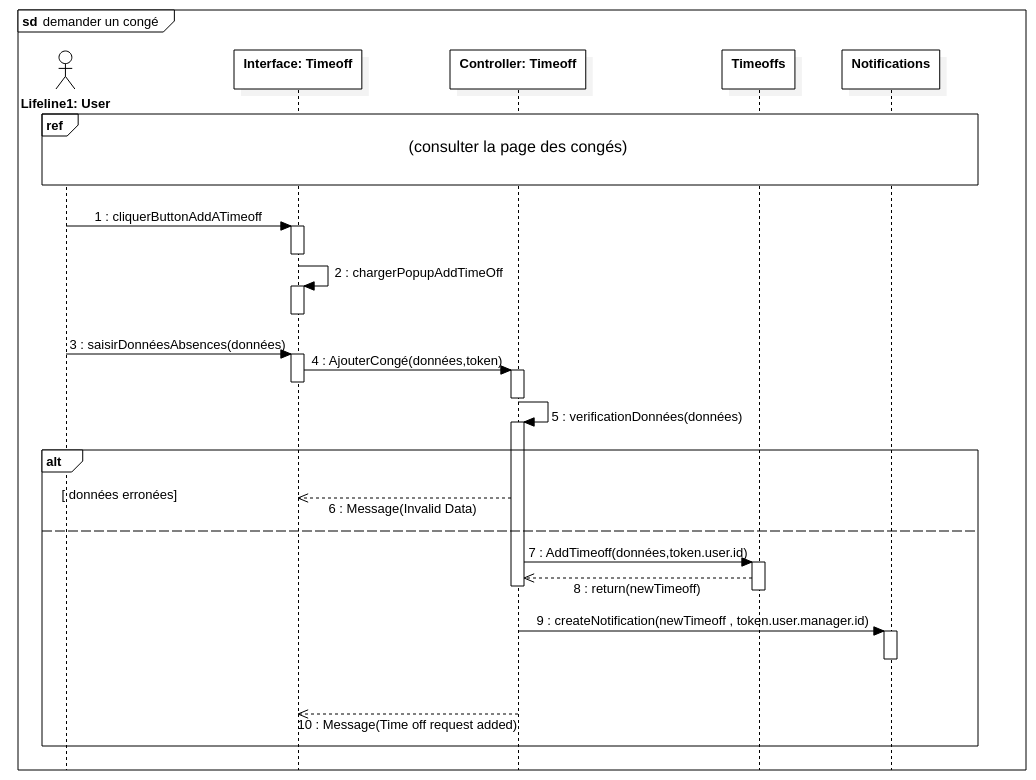 sd demander un congé
Interface: Timeoff
Controller: Timeoff
Timeoffs
Notifications
Lifeline1: User
ref
(consulter la page des congés)
1 : cliquerButtonAddATimeoff
2 : chargerPopupAddTimeOff
3 : saisirDonnéesAbsences(données)
4 : AjouterCongé(données,token)
5 : verificationDonnées(données)
alt
[ données erronées]
6 : Message(Invalid Data)
7 : AddTimeoff(données,token.user.id)
8 : return(newTimeoff)
9 : createNotification(newTimeoff , token.user.manager.id)
10 : Message(Time off request added)